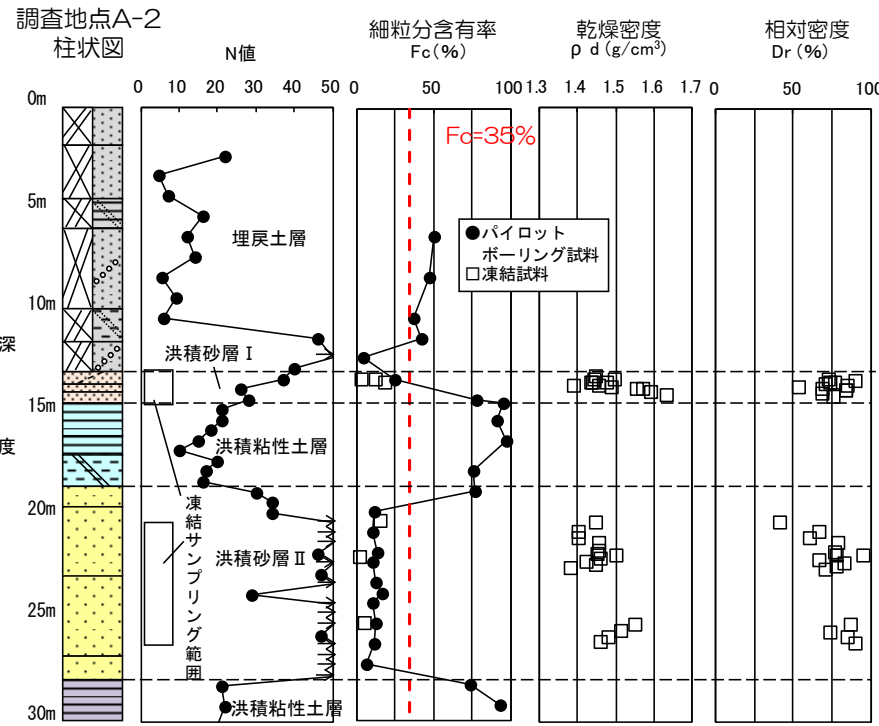 調査地点A-2
柱状図
N値
細粒分含有率
Fc(%)
乾燥密度
ρd(g/cm³)
相対密度
Dr(%)
0 10 20 30 40 50
0 50 100
1.3 1.4 1.5 1.6 1.7
0 50 100
0m
5m
10m
15m
20m
25m
30m
深
度
Fc=35%
●パイロット
ボーリング試料
□凍結試料
埋戻土層
洪積砂層Ⅰ
洪積粘性土層
凍結サンプリング範囲
洪積砂層Ⅱ
洪積粘性土層